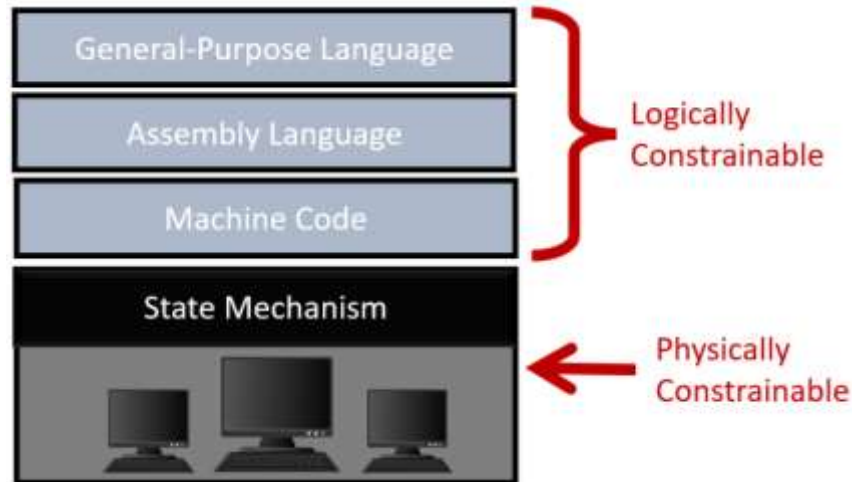 General-Purpose Language
Assembly Language
Machine Code
State Mechanism
Logically
Constrainable
Physically
Constrainable